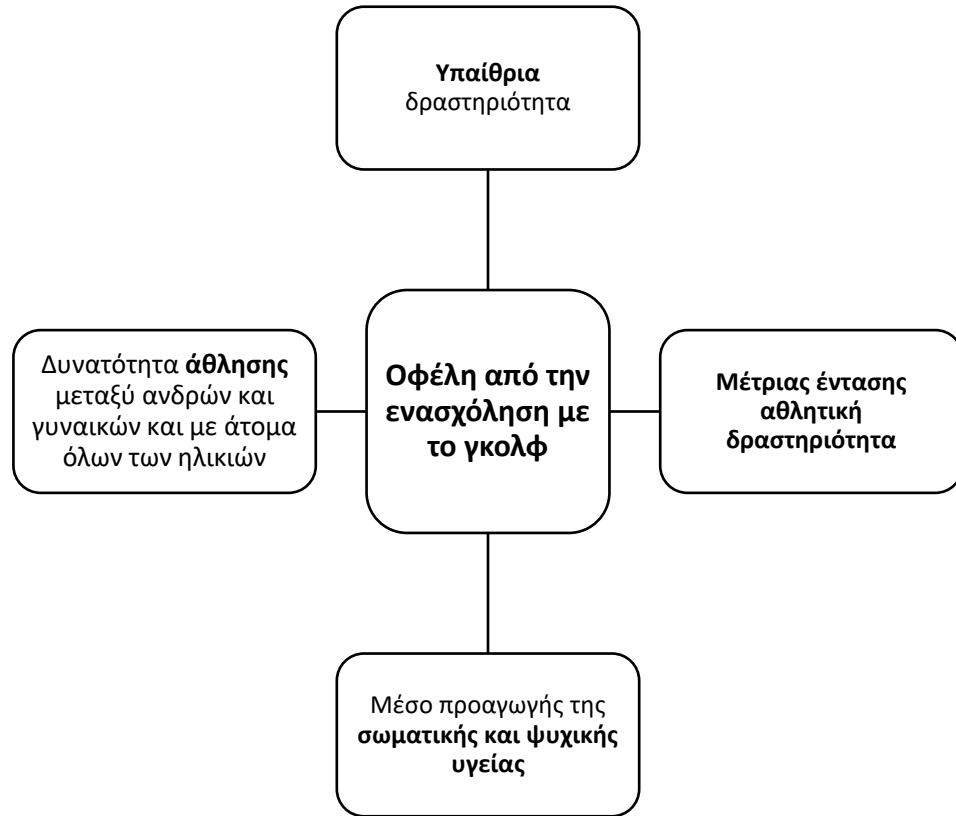 Υπαίθρια
δραστηριότητα
Δυνατότητα άθλησης
μεταξύ ανδρών και
γυναικών και με άτομα
όλων των ηλικιών
Οφέλη από την
ενασχόληση με
το γκολφ
Μέτριας έντασης
αθλητική
δραστηριότητα
Μέσο προαγωγής της
σωματικής και ψυχικής
υγείας